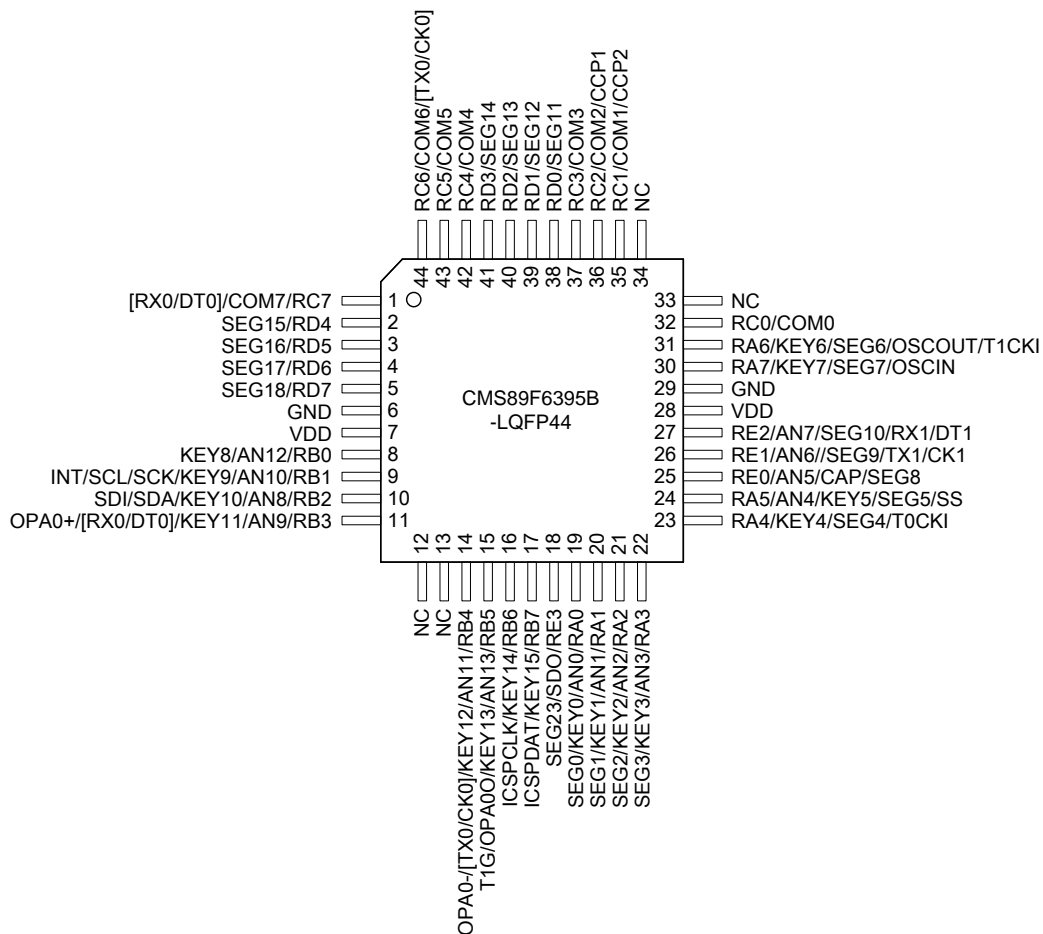 RC6/COM6/[TX0/CK0]
RC5/COM5
RC4/COM4
RD3/SEG14
RD2/SEG13
RD1/SEG12
RD0/SEG11
RC3/COM3
RC2/COM2/CCP1
RC1/COM1/CCP2
NC
44
43
42
41
40
39
38
37
36
35
34
[RX0/DT0]/COM7/RC7 1
SEG15/RD4 2
SEG16/RD5 3
SEG17/RD6 4
SEG18/RD7 5
GND 6
VDD 7
KEY8/AN12/RB0 8
INT/SCL/SCK/KEY9/AN10/RB1 9
SDI/SDA/KEY10/AN8/RB2 10
OPA0+/[RX0/DT0]/KEY11/AN9/RB3 11
CMS89F6395B
-LQFP44
33 NC
32 RC0/COM0
31 RA6/KEY6/SEG6/OSCOUT/T1CKI
30 RA7/KEY7/SEG7/OSCIN
29 GND
28 VDD
27 RE2/AN7/SEG10/RX1/DT1
26 RE1/AN6//SEG9/TX1/CK1
25 RE0/AN5/CAP/SEG8
24 RA5/AN4/KEY5/SEG5/SS
23 RA4/KEY4/SEG4/T0CKI
12
13
14
15
16
17
18
19
20
21
22
NC
NC
OPA0-/[TX0/CK0]/KEY12/AN11/RB4
T1G/OPA0O/KEY13/AN13/RB5
ICSPCLK/KEY14/RB6
ICSPDAT/KEY15/RB7
SEG23/SDO/RE3
SEG0/KEY0/AN0/RA0
SEG1/KEY1/AN1/RA1
SEG2/KEY2/AN2/RA2
SEG3/KEY3/AN3/RA3